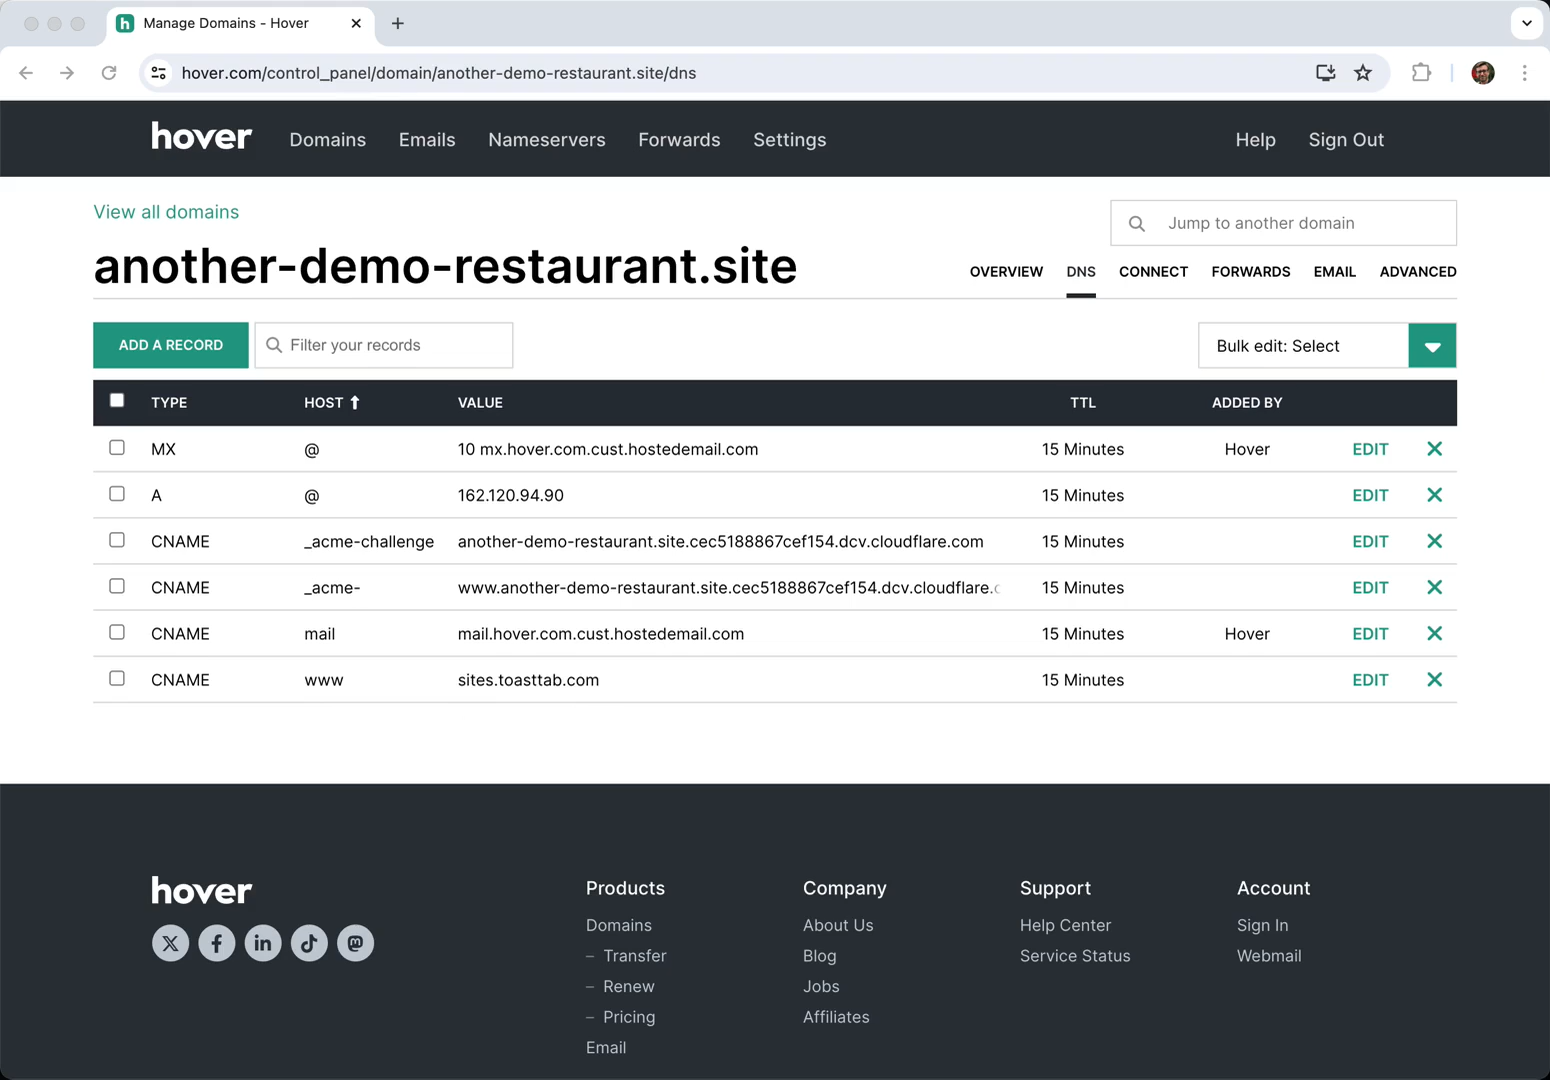 Manage Domains - Hover
hover.com/control_panel/domain/another-demo-restaurant.site/dns
hover Domains Emails Nameservers Forwards Settings Help Sign Out
View all domains
Jump to another domain
another-demo-restaurant.site
OVERVIEW DNS CONNECT FORWARDS EMAIL ADVANCED
ADD A RECORD Filter your records Bulk edit: Select
TYPE HOST VALUE TTL ADDED BY
MX @ 10 mx.hover.com.cust.hostedemail.com 15 Minutes Hover EDIT
A @ 162.120.94.90 15 Minutes EDIT
CNAME _acme-challenge another-demo-restaurant.site.cec5188867cef154.dcv.cloudflare.com 15 Minutes EDIT
CNAME _acme- www.another-demo-restaurant.site.cec5188867cef154.dcv.cloudflare. 15 Minutes EDIT
CNAME mail mail.hover.com.cust.hostedemail.com 15 Minutes Hover EDIT
CNAME www sites.toasttab.com 15 Minutes EDIT
hover
Products
Domains
– Transfer
– Renew
– Pricing
Email
Company
About Us
Blog
Jobs
Affiliates
Support
Help Center
Service Status
Account
Sign In
Webmail